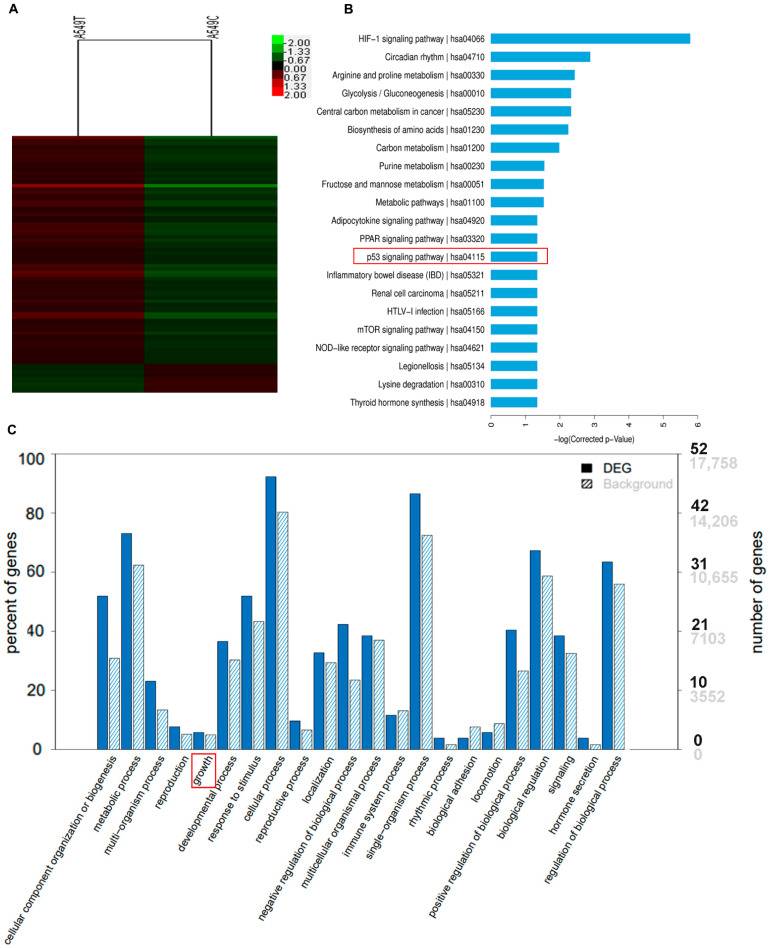 A
A549T
A549C
-2.00
-1.33
-0.67
0.00
0.67
1.33
2.00
B
HIF−1 signaling pathway | hsa04066
Circadian rhythm | hsa04710
Arginine and proline metabolism | hsa00330
Glycolysis / Gluconeogenesis | hsa00010
Central carbon metabolism in cancer | hsa05230
Biosynthesis of amino acids | hsa01230
Carbon metabolism | hsa01200
Purine metabolism | hsa00230
Fructose and mannose metabolism | hsa00051
Metabolic pathways | hsa01100
Adipocytokine signaling pathway | hsa04920
PPAR signaling pathway | hsa03320
p53 signaling pathway | hsa04115
Inflammatory bowel disease (IBD) | hsa05321
Renal cell carcinoma | hsa05211
HTLV−I infection | hsa05166
mTOR signaling pathway | hsa04150
NOD−like receptor signaling pathway | hsa04621
Legionellosis | hsa05134
Lysine degradation | hsa00310
Thyroid hormone synthesis | hsa04918
0 1 2 3 4 5 6
−log(Corrected p−Value)
C
percent of genes
100
80
60
40
20
0
DEG
Background
52
17,758
42
14,206
31
10,655
21
7103
10
3552
0
0
number of genes
cellular component organization or biogenesis
metabolic process
multi−organism process
reproduction
growth
developmental process
response to stimulus
cellular process
reproductive process
localization
negative regulation of biological process
multicellular organismal process
immune system process
single−organism process
rhythmic process
biological adhesion
locomotion
positive regulation of biological process
biological regulation
signaling
hormone secretion
regulation of biological process